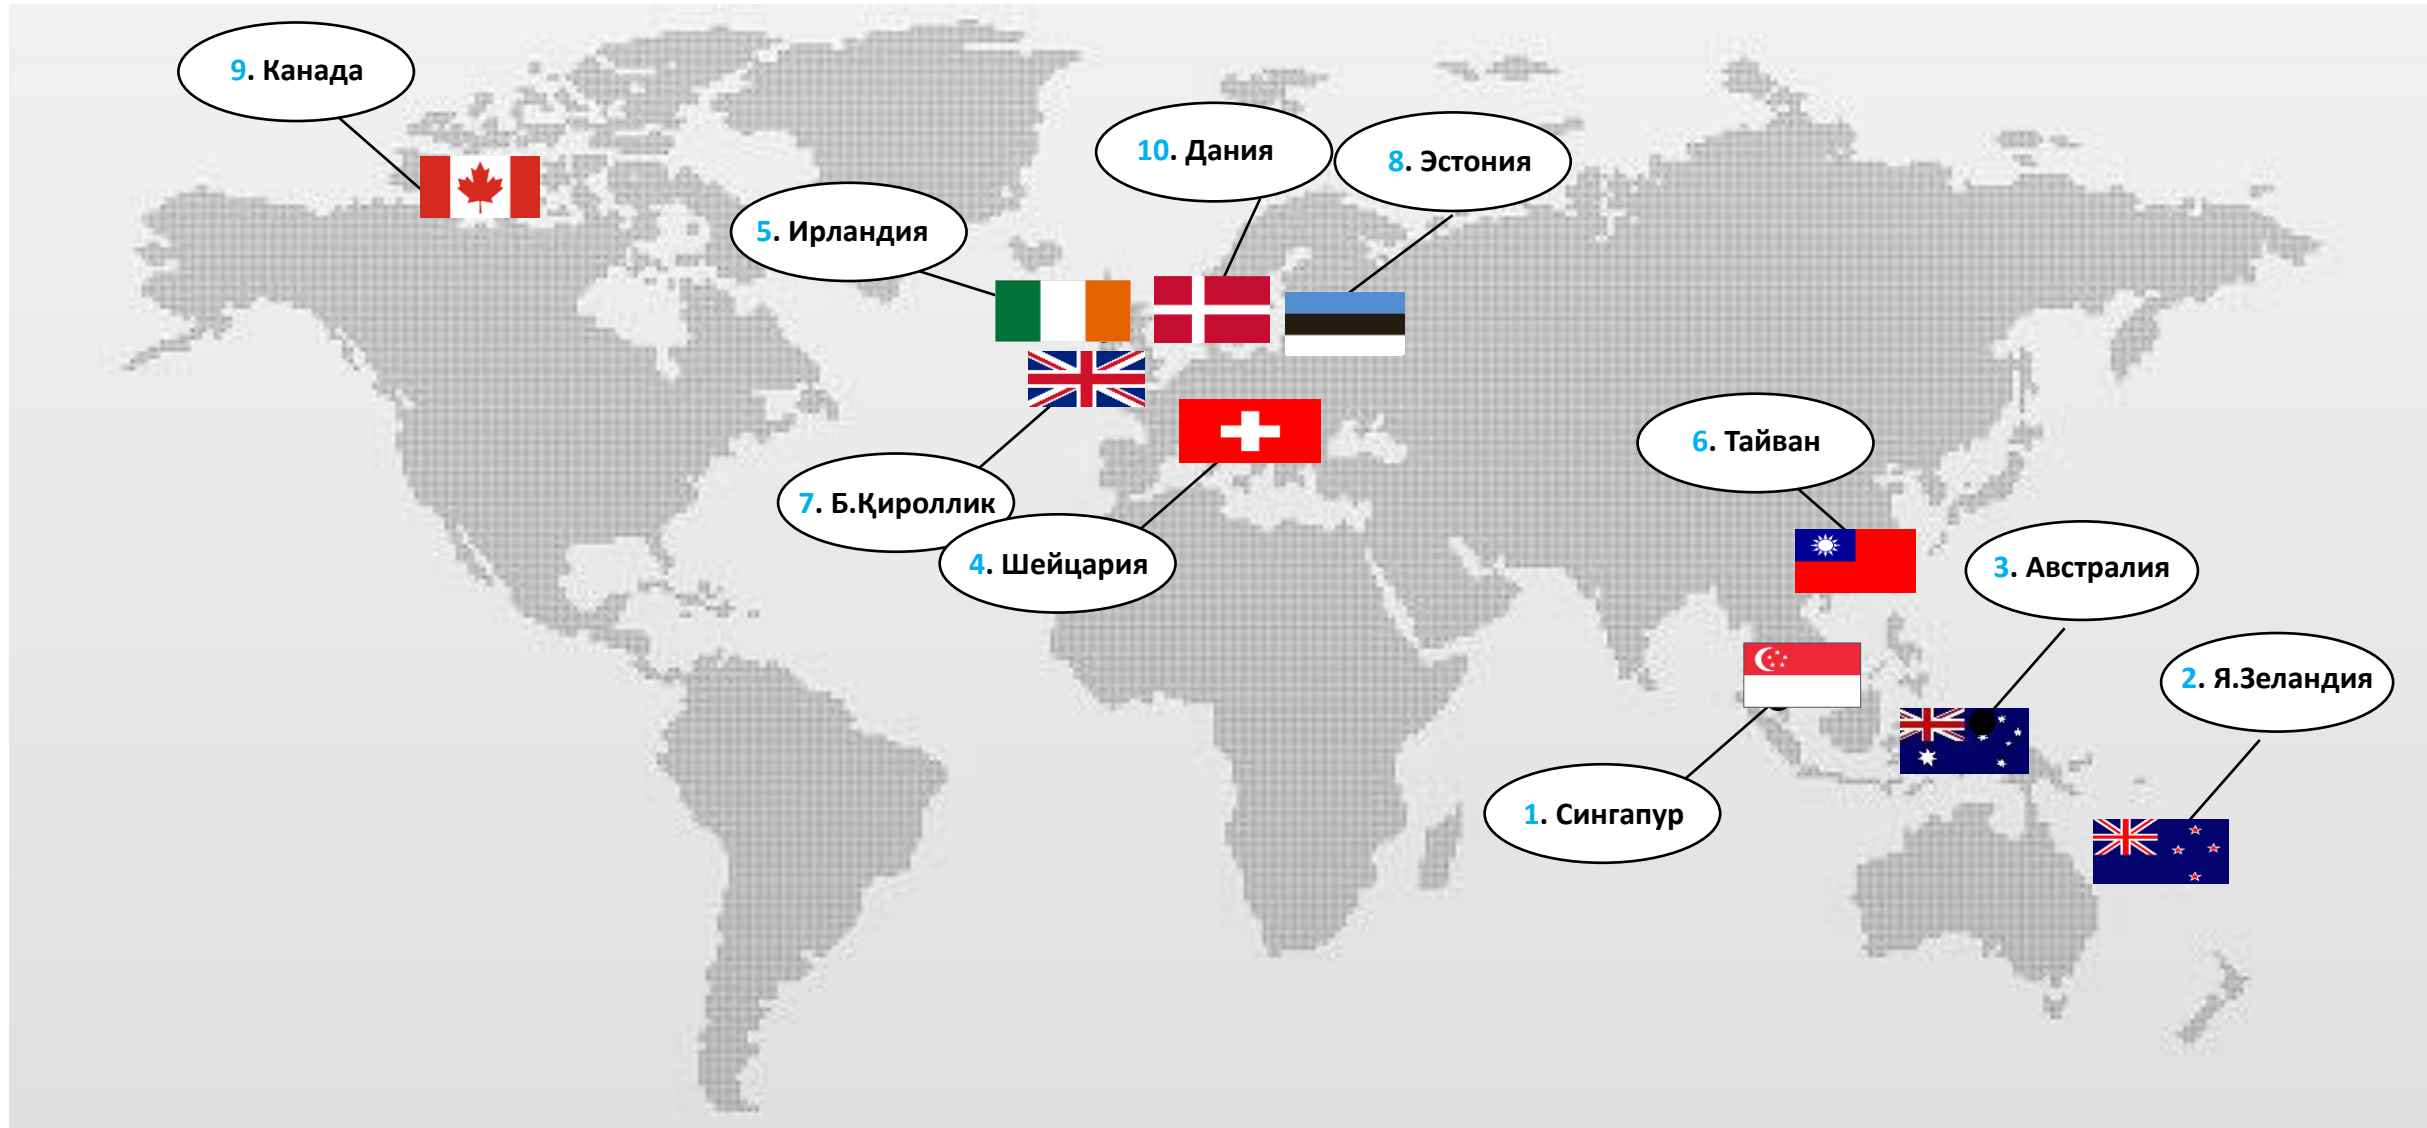 9. Канада
10. Дания
8. Эстония
5. Ирландия
6. Тайван
7. Б.Қироллик
4. Шейцария
3. Австралия
2. Я.Зеландия
1. Сингапур